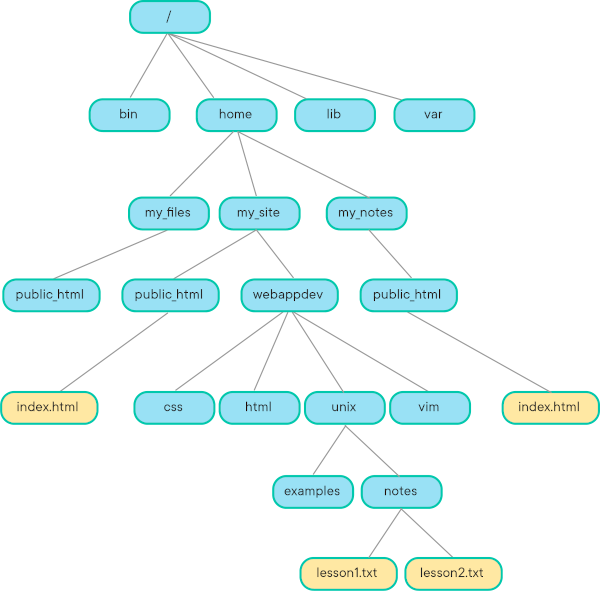 /
bin
home
lib
var
my_files
my_site
my_notes
public_html
public_html
webappdev
public_html
index.html
css
html
unix
vim
index.html
examples
notes
lesson1.txt
lesson2.txt